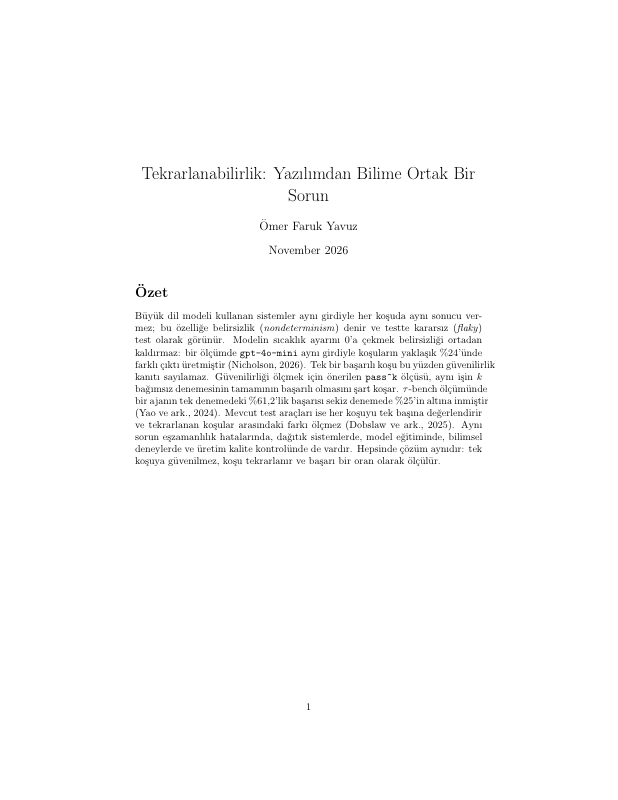 Tekrarlanabilirlik: Yazılımdan Bilime Ortak Bir
Sorun
Ömer Faruk Yavuz
November 2026
Özet
Büyük dil modeli kullanan sistemler aynı girdiyle her koşuda aynı sonucu ver-
mez; bu özelliğe belirsizlik (nondeterminism) denir ve testte kararsız (flaky)
test olarak görünür. Modelin sıcaklık ayarını 0'a çekmek belirsizliği ortadan
kaldırmaz: bir ölçümde gpt-4o-mini aynı girdiyle koşuların yaklaşık %24'ünde
farklı çıktı üretmiştir (Nicholson, 2026). Tek bir başarılı koşu bu yüzden güvenilirlik
kanıtı sayılamaz. Güvenilirliği ölçmek için önerilen pass^k ölçüsü, aynı işin k
bağımsız denemesinin tamamının başarılı olmasını şart koşar. τ-bench ölçümünde
bir ajanın tek denemedeki %61,2'lik başarısı sekiz denemede %25'in altına inmiştir
(Yao ve ark., 2024). Mevcut test araçları ise her koşuyu tek başına değerlendirir
ve tekrarlanan koşular arasındaki farkı ölçmez (Dobslaw ve ark., 2025). Aynı
sorun eşzamanlılık hatalarında, dağıtık sistemlerde, model eğitiminde, bilimsel
deneylerde ve üretim kalite kontrolünde de vardır. Hepsinde çözüm aynıdır: tek
koşuya güvenilmez, koşu tekrarlanır ve başarı bir oran olarak ölçülür.
1